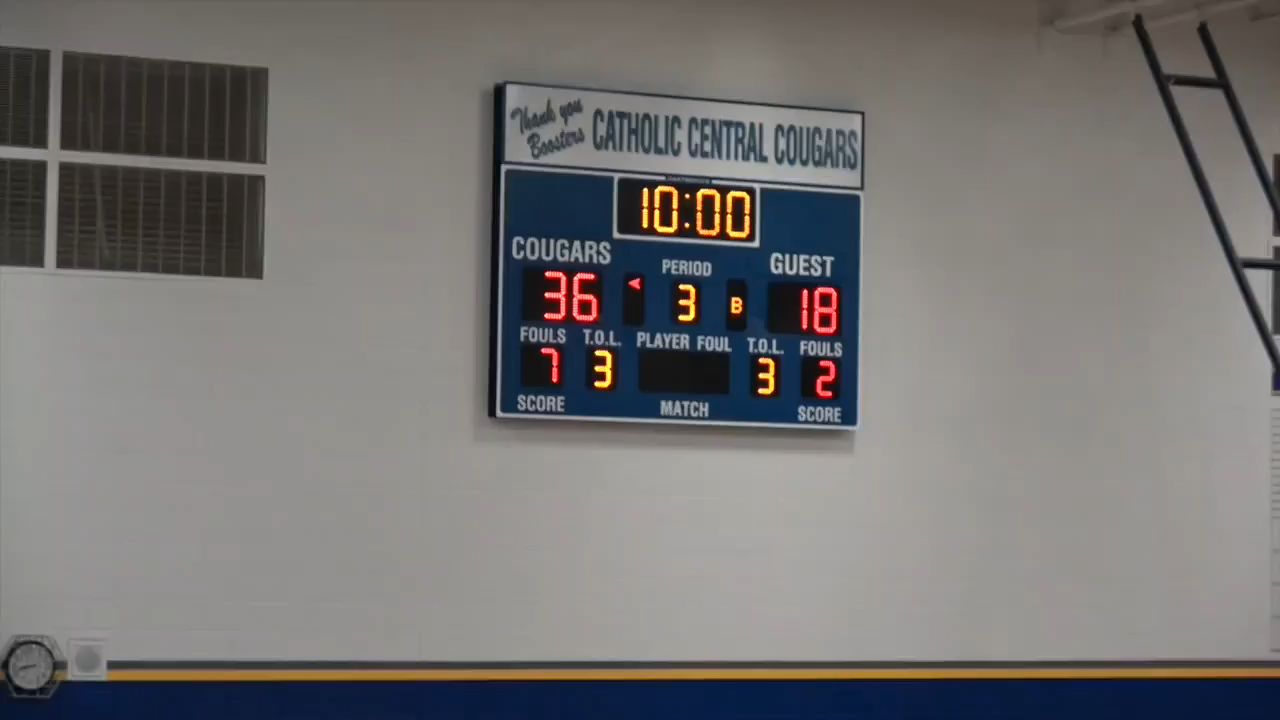 Thank you
Boosters
CATHOLIC CENTRAL COUGARS
10:00
COUGARS
PERIOD
GUEST
36
3
B
18
FOULS
T.O.L.
PLAYER FOUL
T.O.L.
FOULS
7
3
3
2
SCORE
MATCH
SCORE